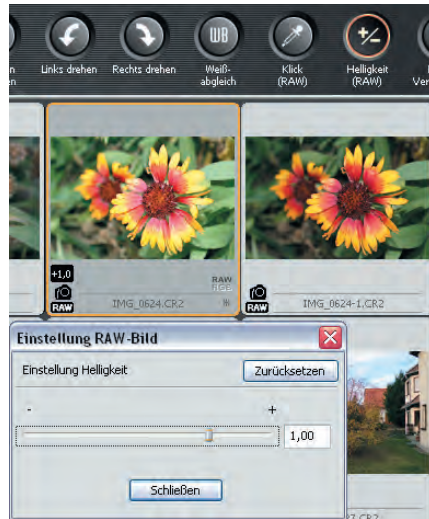 Links drehen
Rechts drehen
WB
Weiß-
abgleich
Klick
(RAW)
+/−
Helligkeit
(RAW)
+1,0
RAW
RAW
RGB
IMG_0624.CR2
RAW
IMG_0624-1.CR2
Einstellung RAW-Bild
Einstellung Helligkeit
Zurücksetzen
-
+
1,00
Schließen